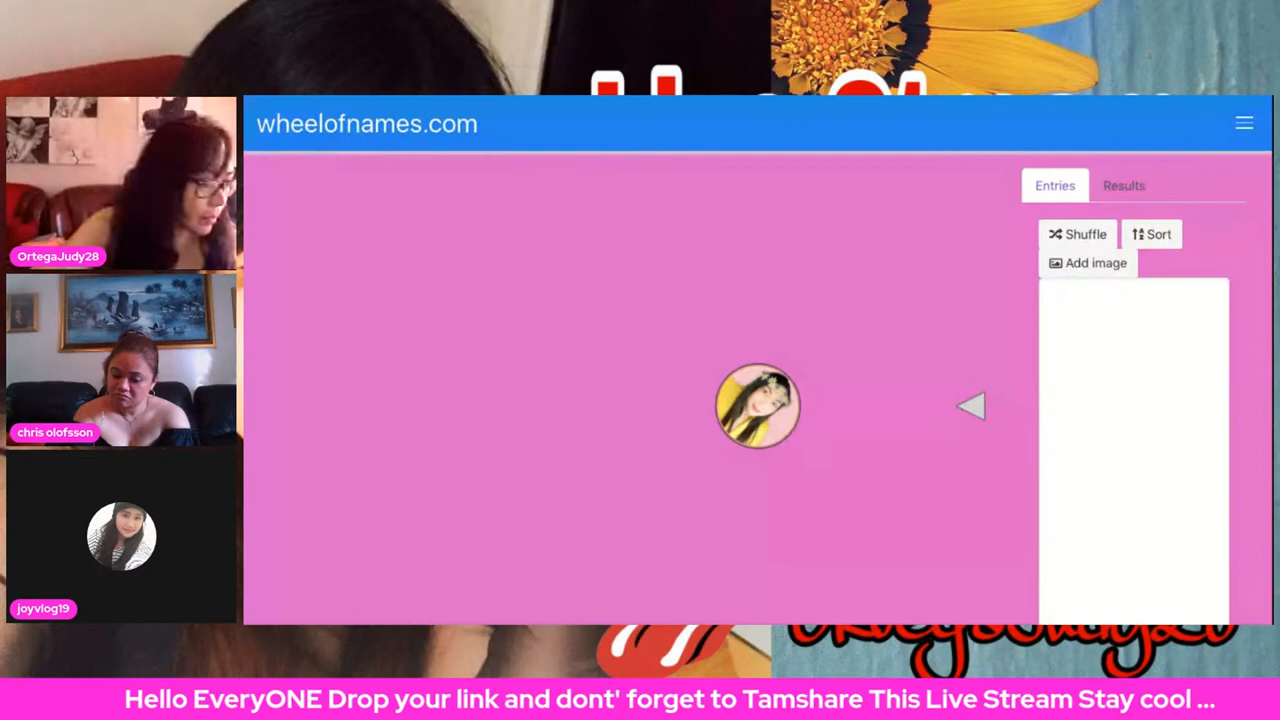 wheelofnames.com
Entries
Results
Shuffle
Sort
Add image
OrtegaJudy28
chris olofsson
joyvlog19
Hello EveryONE Drop your link and dont' forget to Tamshare This Live Stream Stay cool ...